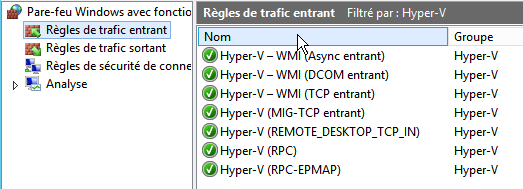 Pare-feu Windows avec fonction
Règles de trafic entrant
Règles de trafic sortant
Règles de sécurité de conne
Analyse
Règles de trafic entrant Filtré par : Hyper-V
Nom Groupe
Hyper-V – WMI (Async entrant) Hyper-V
Hyper-V – WMI (DCOM entrant) Hyper-V
Hyper-V – WMI (TCP entrant) Hyper-V
Hyper-V (MIG-TCP entrant) Hyper-V
Hyper-V (REMOTE_DESKTOP_TCP_IN) Hyper-V
Hyper-V (RPC) Hyper-V
Hyper-V (RPC-EPMAP) Hyper-V